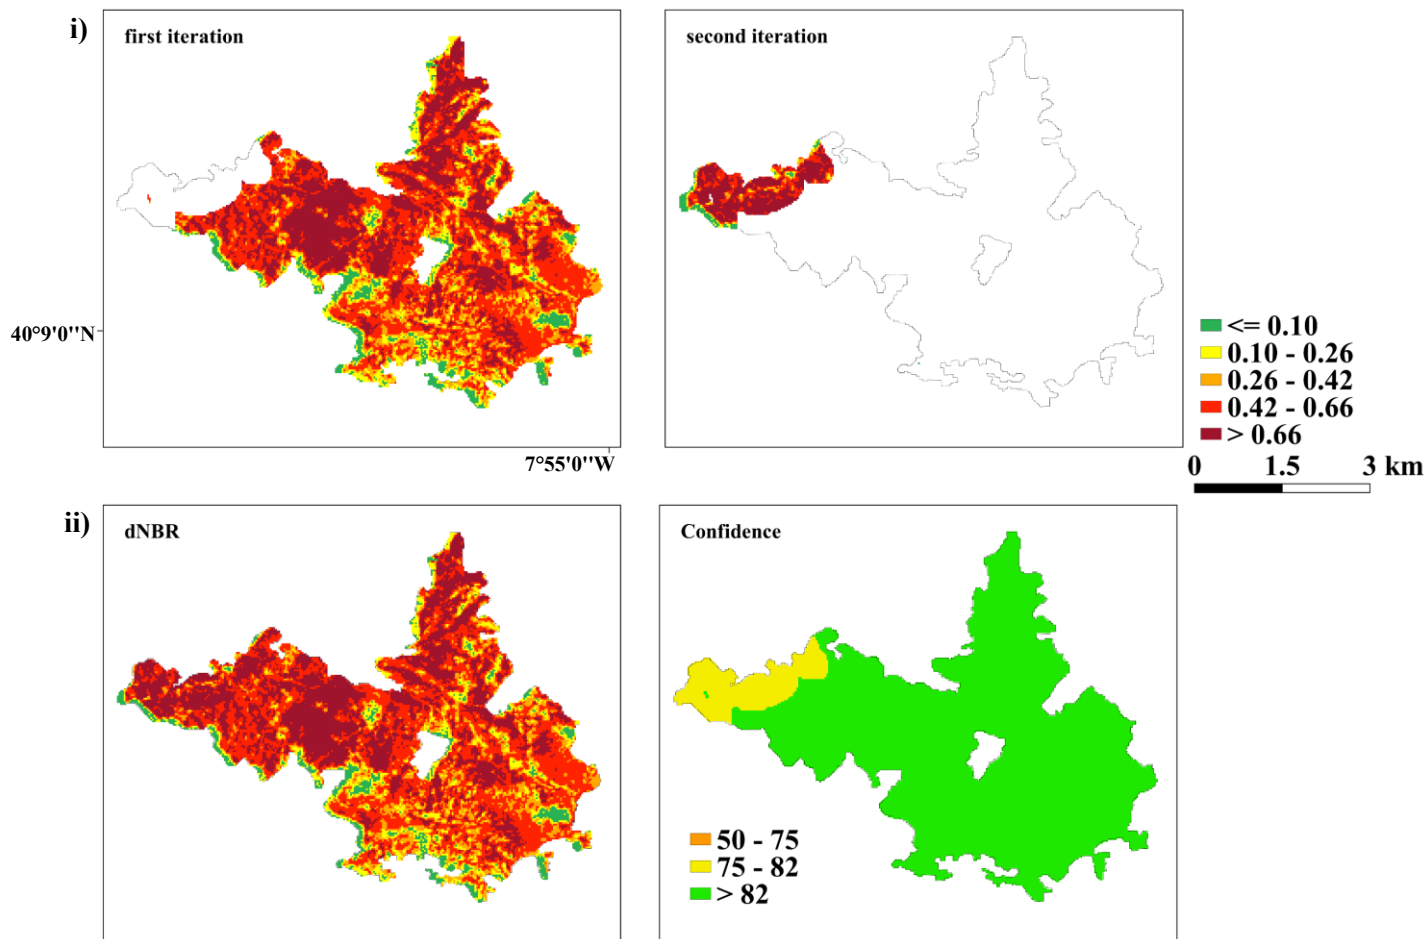 i)
first iteration
second iteration
40°9'0''N
7°55'0''W
<= 0.10
0.10 - 0.26
0.26 - 0.42
0.42 - 0.66
> 0.66
0 1.5 3 km
ii)
dNBR
Confidence
50 - 75
75 - 82
> 82